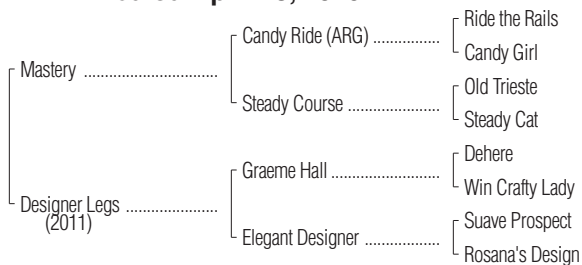 Ride the Rails
Candy Ride (ARG) ..................
Candy Girl
Mastery ..................................
Old Trieste
Steady Course ........................
Steady Cat
Dehere
Graeme Hall ............................
Win Crafty Lady
Designer Legs .......................
(2011)
Suave Prospect
Elegant Designer ...................
Rosana's Design